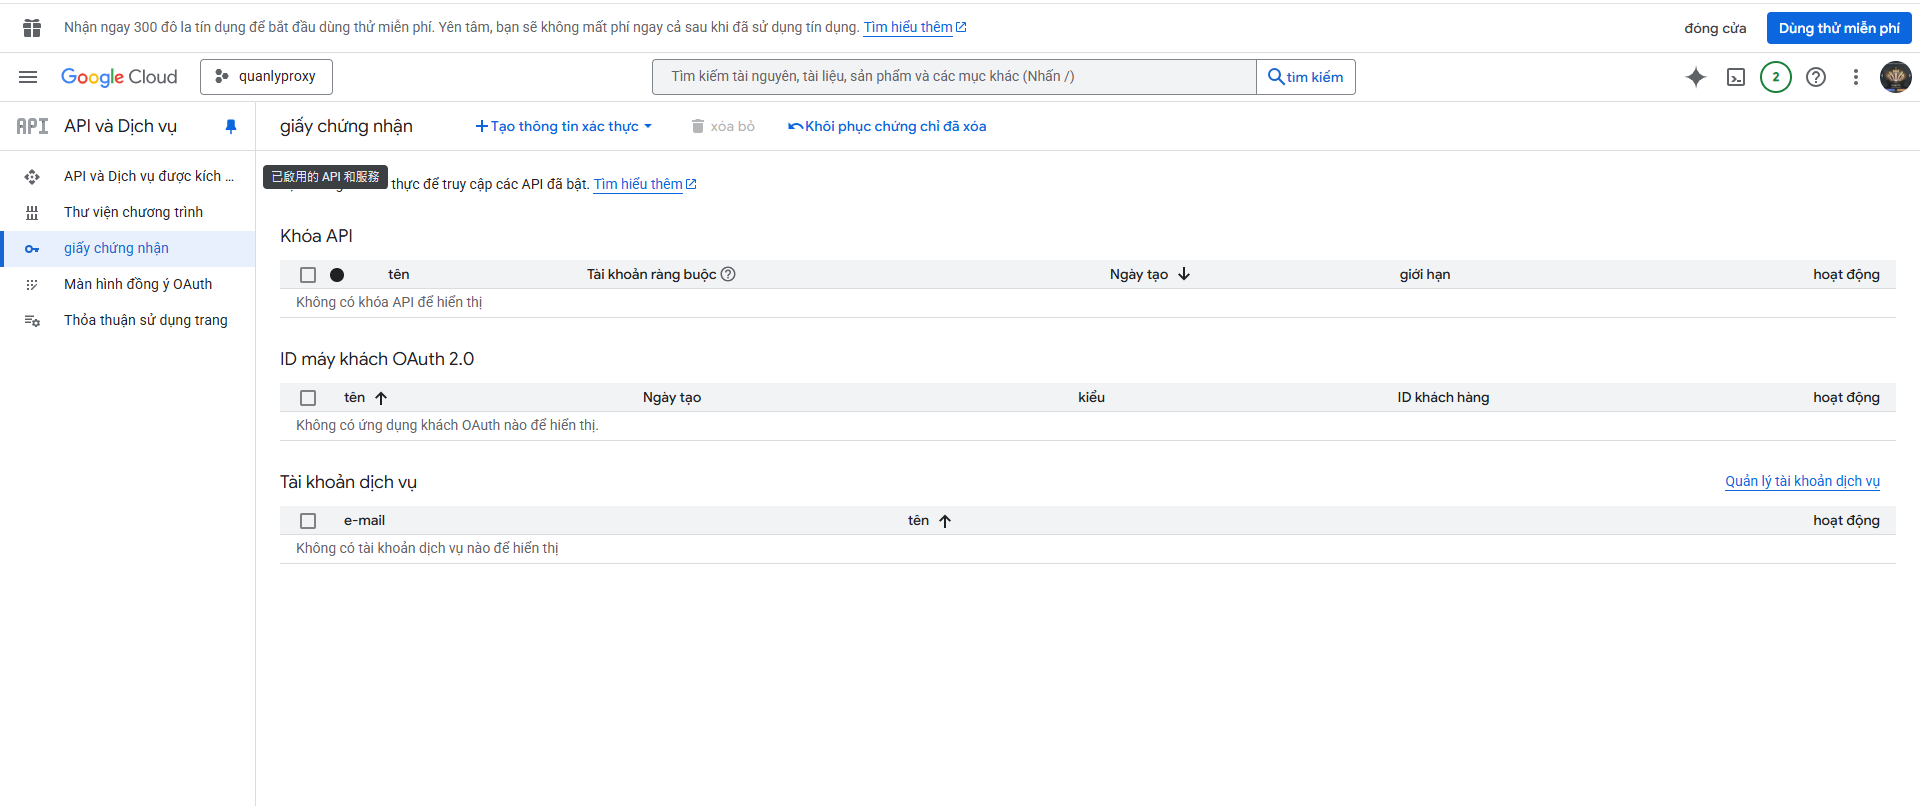 Nhận ngay 300 đô la tín dụng để bắt đầu dùng thử miễn phí. Yên tâm, bạn sẽ không mất phí ngay cả sau khi đã sử dụng tín dụng. Tìm hiểu thêm
đóng cửa
Dùng thử miễn phí
Google Cloud
quanlyproxy
Tìm kiếm tài nguyên, tài liệu, sản phẩm và các mục khác (Nhấn /)
tìm kiếm
2
API
API và Dịch vụ
giấy chứng nhận
Tạo thông tin xác thực
xóa bỏ
Khôi phục chứng chỉ đã xóa
API và Dịch vụ được kích ...
Thư viện chương trình
giấy chứng nhận
Màn hình đồng ý OAuth
Thỏa thuận sử dụng trang
已啟用的 API 和服務
thực để truy cập các API đã bật. Tìm hiểu thêm
Khóa API
tên Tài khoản ràng buộc Ngày tạo giới hạn hoạt động
Không có khóa API để hiển thị
ID máy khách OAuth 2.0
tên Ngày tạo kiểu ID khách hàng hoạt động
Không có ứng dụng khách OAuth nào để hiển thị.
Tài khoản dịch vụ
Quản lý tài khoản dịch vụ
e-mail tên hoạt động
Không có tài khoản dịch vụ nào để hiển thị